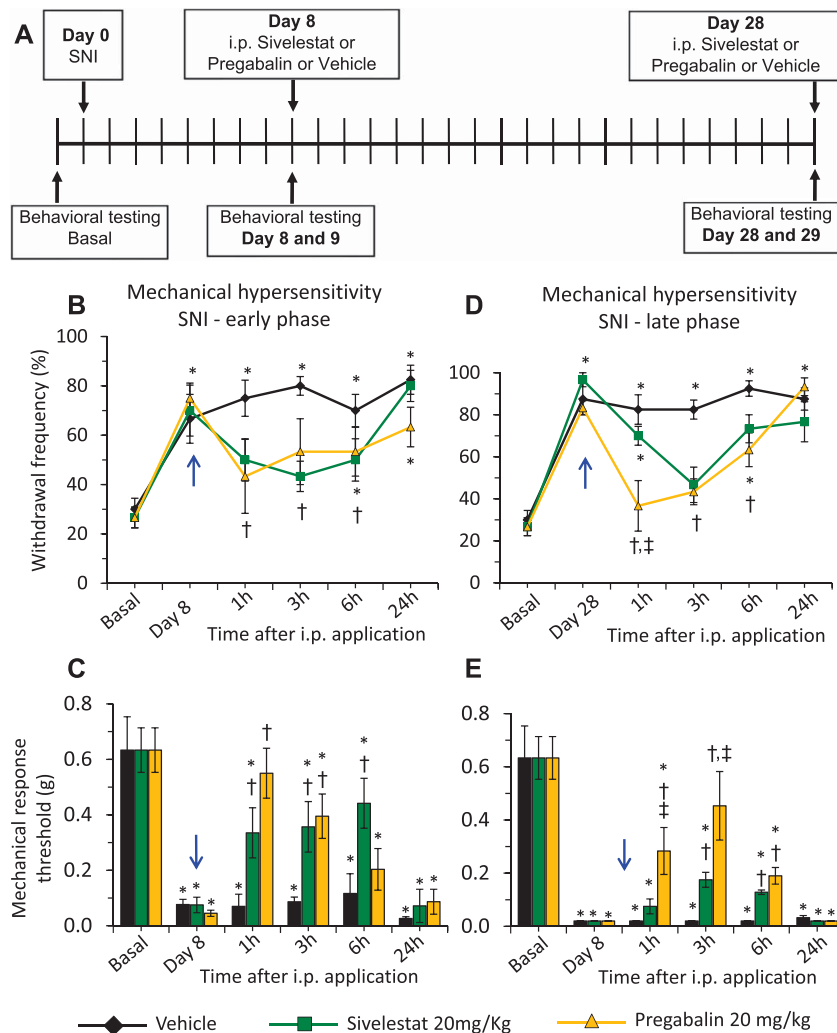 A
Day 0
SNI
Day 8
i.p. Sivelestat or
Pregabalin or Vehicle
Day 28
i.p. Sivelestat or
Pregabalin or Vehicle
Behavioral testing
Basal
Behavioral testing
Day 8 and 9
Behavioral testing
Day 28 and 29
B
Mechanical hypersensitivity
SNI - early phase
Withdrawal frequency (%)
100
80
60
40
20
0
* * * * *
* *
† † †
Basal
Day 8
1h
3h
6h
24h
Time after i.p. application
D
Mechanical hypersensitivity
SNI - late phase
100
80
60
40
20
0
* * * * *
* *
†,‡ † †
Basal
Day 28
1h
3h
6h
24h
Time after i.p. application
C
Mechanical response
threshold (g)
0.8
0.6
0.4
0.2
0.0
* * *
* * † †
* * † * †
* * †
* * *
Basal
Day 8
1h
3h
6h
24h
Time after i.p. application
E
0.8
0.6
0.4
0.2
0.0
* * *
* * * † ‡
* * † †,‡
* * † * †
* * *
Basal
Day 8
1h
3h
6h
24h
Time after i.p. application
Vehicle
Sivelestat 20mg/Kg
Pregabalin 20 mg/kg